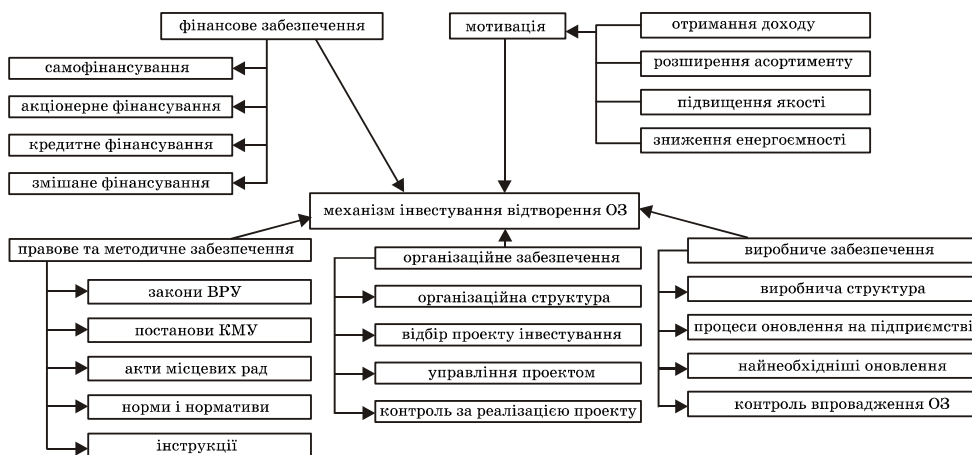 фінансове забезпечення
самофінансування
акціонерне фінансування
кредитне фінансування
змішане фінансування
мотивація
отримання доходу
розширення асортименту
підвищення якості
зниження енергоємності
механізм інвестування відтворення ОЗ
правове та методичне забезпечення
закони ВРУ
постанови КМУ
акти місцевих рад
норми і нормативи
інструкції
організаційне забезпечення
організаційна структура
відбір проекту інвестування
управління проектом
контроль за реалізацією проекту
виробниче забезпечення
виробнича структура
процеси оновлення на підприємстві
найнеобхідніші оновлення
контроль впровадження ОЗ